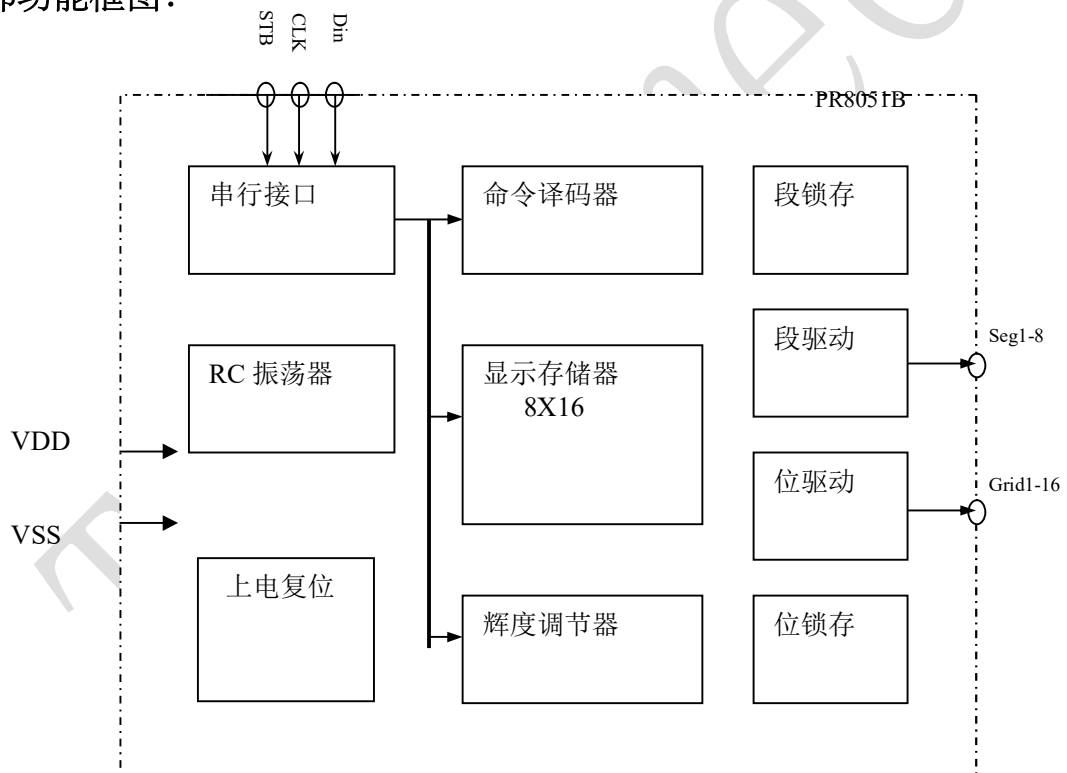 部功能框图：
STB
CLK
Din
PR8051B
串行接口
命令译码器
段锁存
段驱动
Seg1-8
RC 振荡器
显示存储器
8X16
VDD
位驱动
Grid1-16
VSS
上电复位
辉度调节器
位锁存